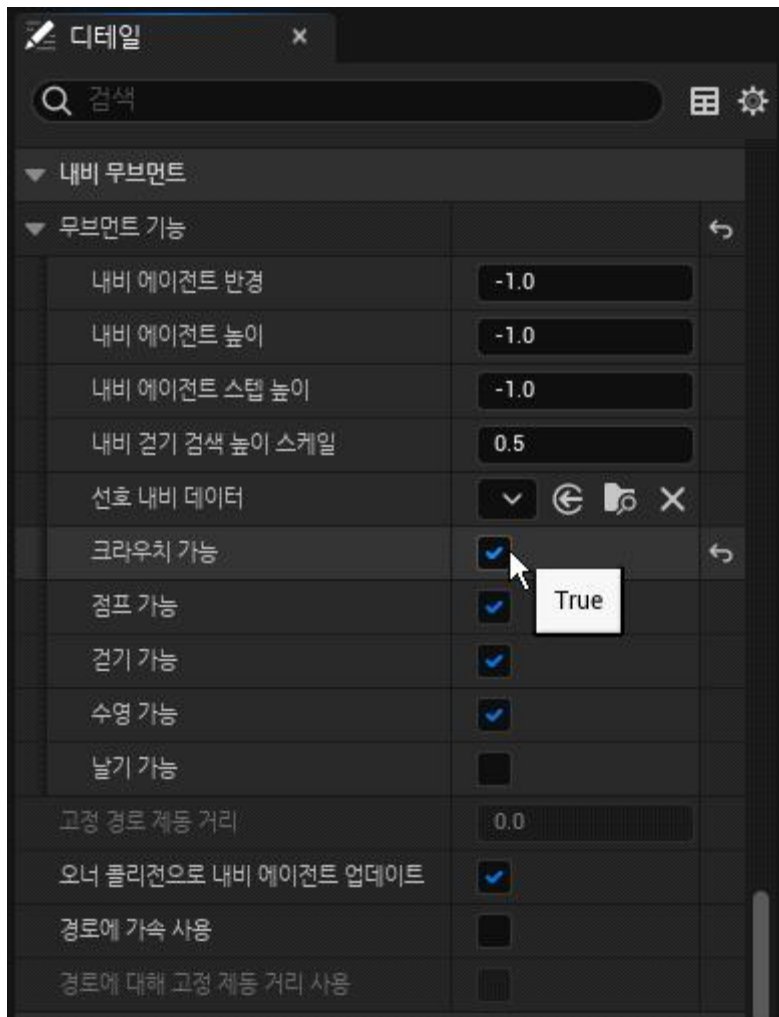 디테일
검색
내비 무브먼트
무브먼트 기능
내비 에이전트 반경 -1.0
내비 에이전트 높이 -1.0
내비 에이전트 스텝 높이 -1.0
내비 걷기 검색 높이 스케일 0.5
선호 내비 데이터
크라우치 가능
True
점프 가능
걷기 가능
수영 가능
날기 가능
고정 경로 제동 거리 0.0
오너 콜리전으로 내비 에이전트 업데이트
경로에 가속 사용
경로에 대해 고정 제동 거리 사용